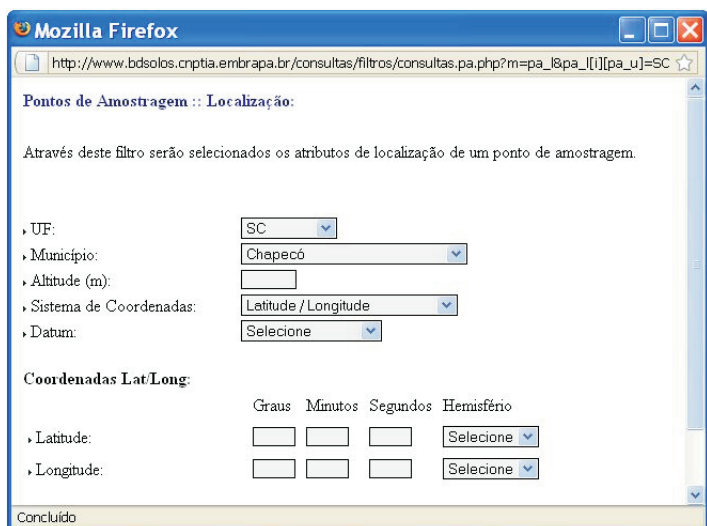 Mozilla Firefox
http://www.bdsolos.cnptia.embrapa.br/consultas/filtros/consultas.pa.php?m=pa_l&pa_l[i][pa_u]=SC
Pontos de Amostragem :: Localização:
Através deste filtro serão selecionados os atributos de localização de um ponto de amostragem.
UF: SC
Município: Chapecó
Altitude (m):
Sistema de Coordenadas: Latitude / Longitude
Datum: Selecione
Coordenadas Lat/Long:
Graus Minutos Segundos Hemisfério
Latitude: Selecione
Longitude: Selecione
Concluído